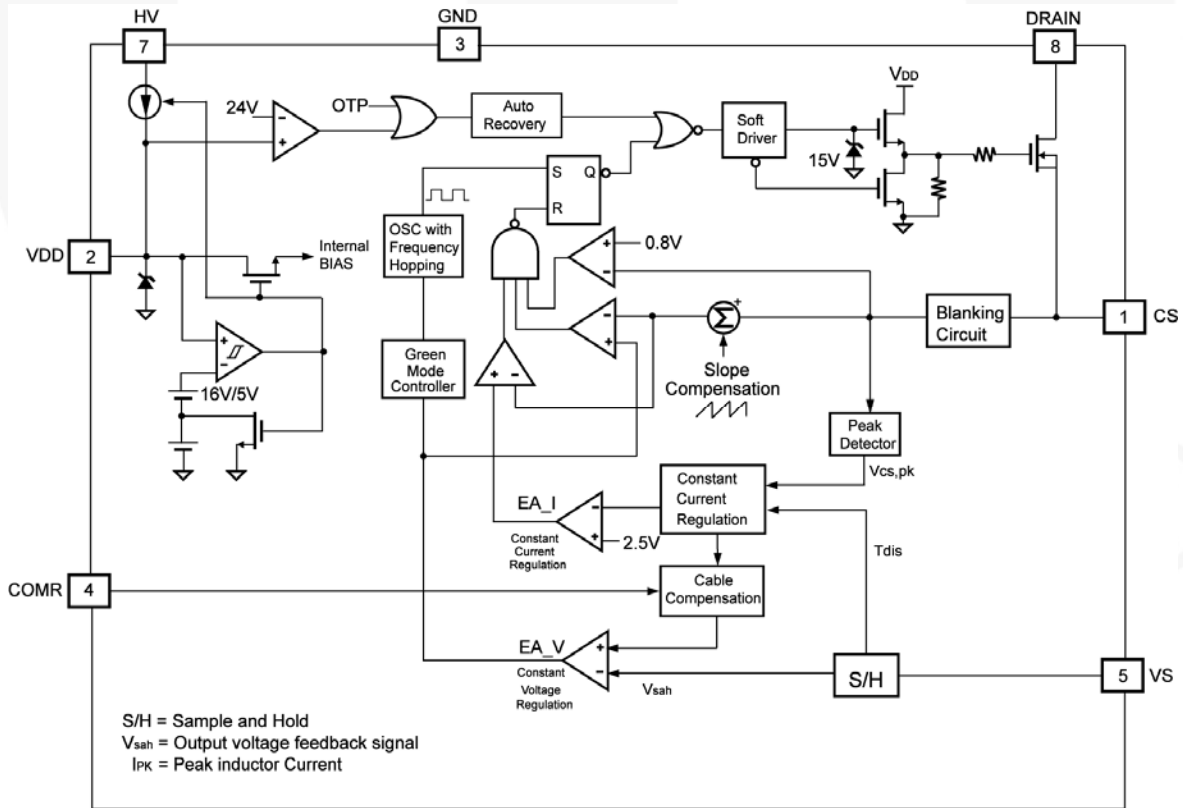 HV
GND
DRAIN
7
3
8
VDD
24V
OTP
Auto
Recovery
Soft
Driver
15V
S
Q
R
OSC with
Frequency
Hopping
0.8V
VDD
2
Internal
BIAS
Blanking
Circuit
1
CS
Green
Mode
Controller
Σ
+
Slope
Compensation
16V/5V
Peak
Detector
Vcs,pk
Constant
Current
Regulation
EA_I
Constant
Current
Regulation
2.5V
Tdis
COMR
4
Cable
Compensation
EA_V
Constant
Voltage
Regulation
Vsah
S/H
5
VS
S/H = Sample and Hold
Vsah = Output voltage feedback signal
IPK = Peak inductor Current